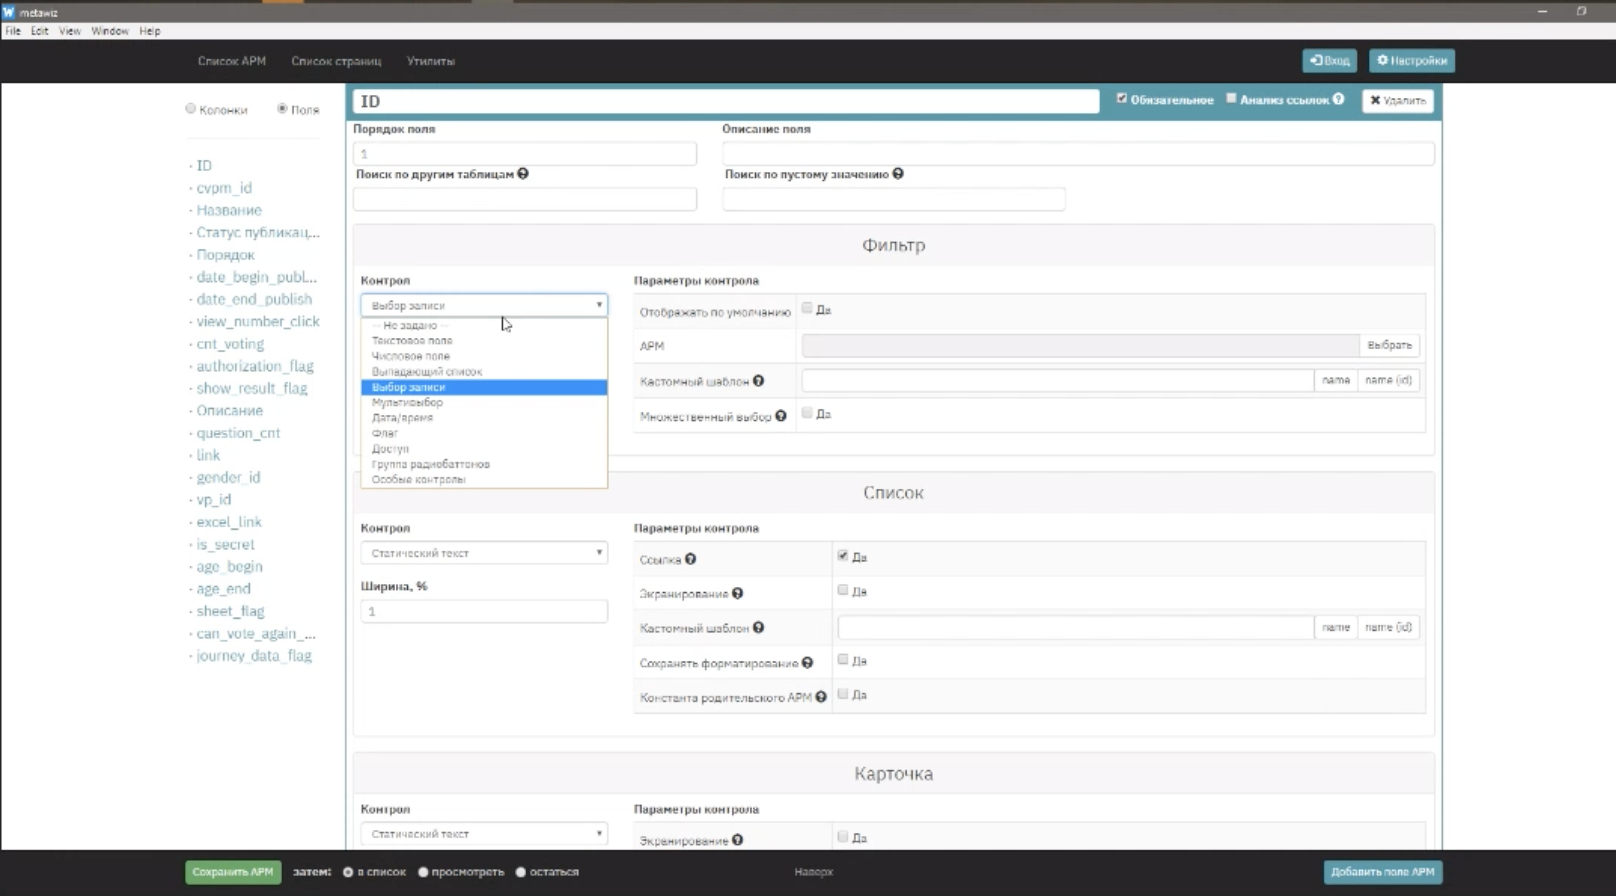 metawiz
File Edit View Window Help
Список АРМ Список страниц Утилиты Вход Настройки
Колонки Поля
ID Обязательное Анализ ссылок Удалить
Порядок поля Описание поля
1
Поиск по другим таблицам Поиск по пустому значению
· ID
· cvpm_id
· Название
· Статус публикац...
· Порядок
· date_begin_publ...
· date_end_publish
· view_number_click
· cnt_voting
· authorization_flag
· show_result_flag
· Описание
· question_cnt
· link
· gender_id
· vp_id
· excel_link
· is_secret
· age_begin
· age_end
· sheet_flag
· can_vote_again_...
· journey_data_flag
Фильтр
Контрол
Выбор записи
-- Не задано --
Текстовое поле
Числовое поле
Выпадающий список
Выбор записи
Мультивыбор
Дата/время
Флаг
Доступ
Группа радиобаттонов
Особые контролы
Параметры контрола
Отображать по умолчанию Да
АРМ Выбрать
Кастомный шаблон name name (id)
Множественный выбор Да
Список
Контрол
Статический текст
Ширина, %
1
Параметры контрола
Ссылка Да
Экранирование Да
Кастомный шаблон name name (id)
Сохранять форматирование Да
Константа родительского АРМ Да
Карточка
Контрол
Статический текст
Параметры контрола
Экранирование Да
Сохранить АРМ затем: в список просмотреть остаться Наверх Добавить поле АРМ